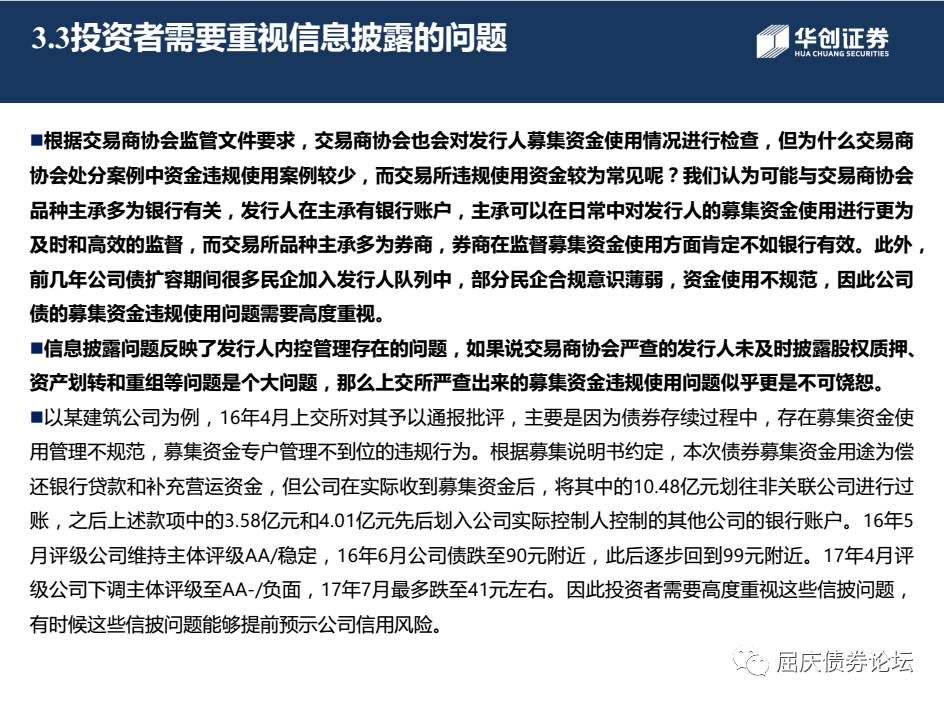 3.3投资者需要重视信息披露的问题
华创证券
HUA CHUANG SECURITIES
■根据交易商协会监管文件要求，交易商协会也会对发行人募集资金使用情况进行检查，但为什么交易商
协会处分案例中资金违规使用案例较少，而交易所违规使用资金较为常见呢？我们认为可能与交易商协会
品种主承多为银行有关，发行人在主承有银行账户，主承可以在日常中对发行人的募集资金使用进行更为
及时和高效的监督，而交易所品种主承多为券商，券商在监督募集资金使用方面肯定不如银行有效。此外，
前几年公司债扩容期间很多民企加入发行人队列中，部分民企合规意识薄弱，资金使用不规范，因此公司
债的募集资金违规使用问题需要高度重视。
■信息披露问题反映了发行人内控管理存在的问题，如果说交易商协会严查的发行人未及时披露股权质押、
资产划转和重组等问题是个大问题，那么上交所严查出来的募集资金违规使用问题似乎更是不可饶恕。
■以某建筑公司为例，16年4月上交所对其予以通报批评，主要是因为债券存续过程中，存在募集资金使
用管理不规范，募集资金专户管理不到位的违规行为。根据募集说明书约定，本次债券募集资金用途为偿
还银行贷款和补充营运资金，但公司在实际收到募集资金后，将其中的10.48亿元划往非关联公司进行过
账，之后上述款项中的3.58亿元和4.01亿元先后划入公司实际控制人控制的其他公司的银行账户。16年5
月评级公司维持主体评级AA/稳定，16年6月公司债跌至90元附近，此后逐步回到99元附近。17年4月评
级公司下调主体评级至AA-/负面，17年7月最多跌至41元左右。因此投资者需要高度重视这些信披问题，
有时候这些信披问题能够提前预示公司信用风险。
屈庆债券论坛